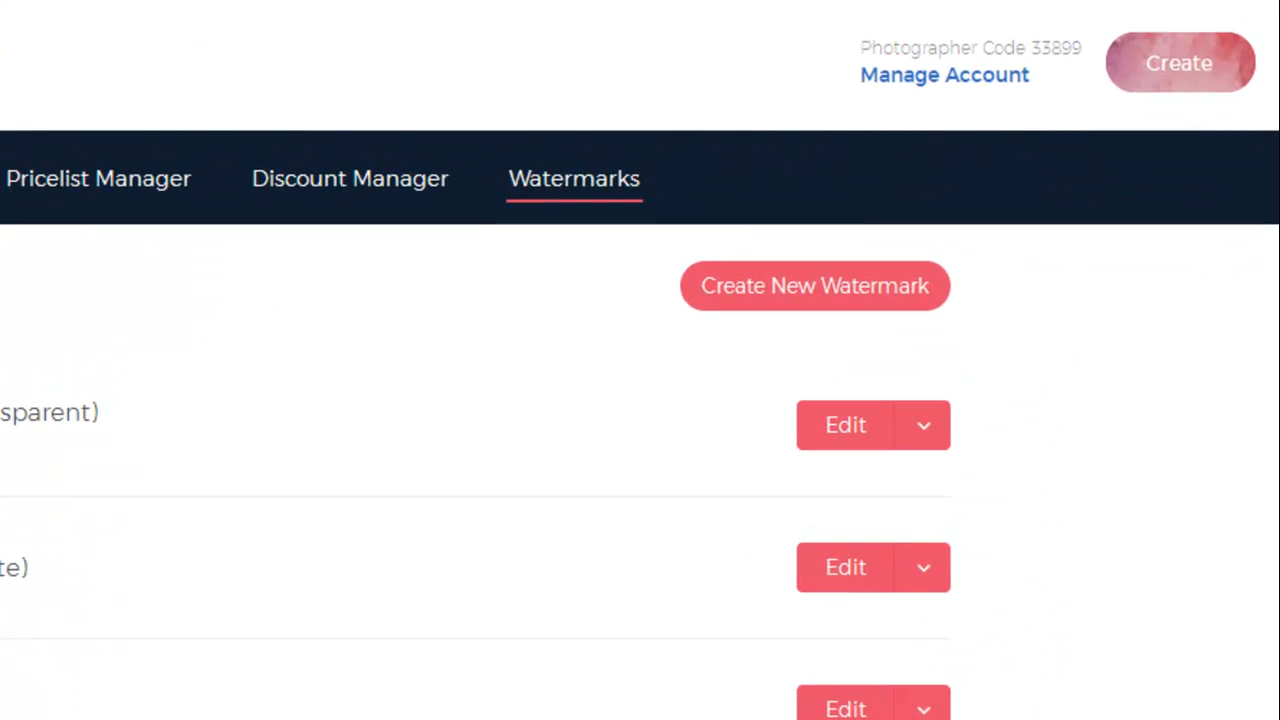 Photographer Code 33899
Manage Account
Create
Pricelist Manager
Discount Manager
Watermarks
Create New Watermark
sparent)
Edit
te)
Edit
Edit